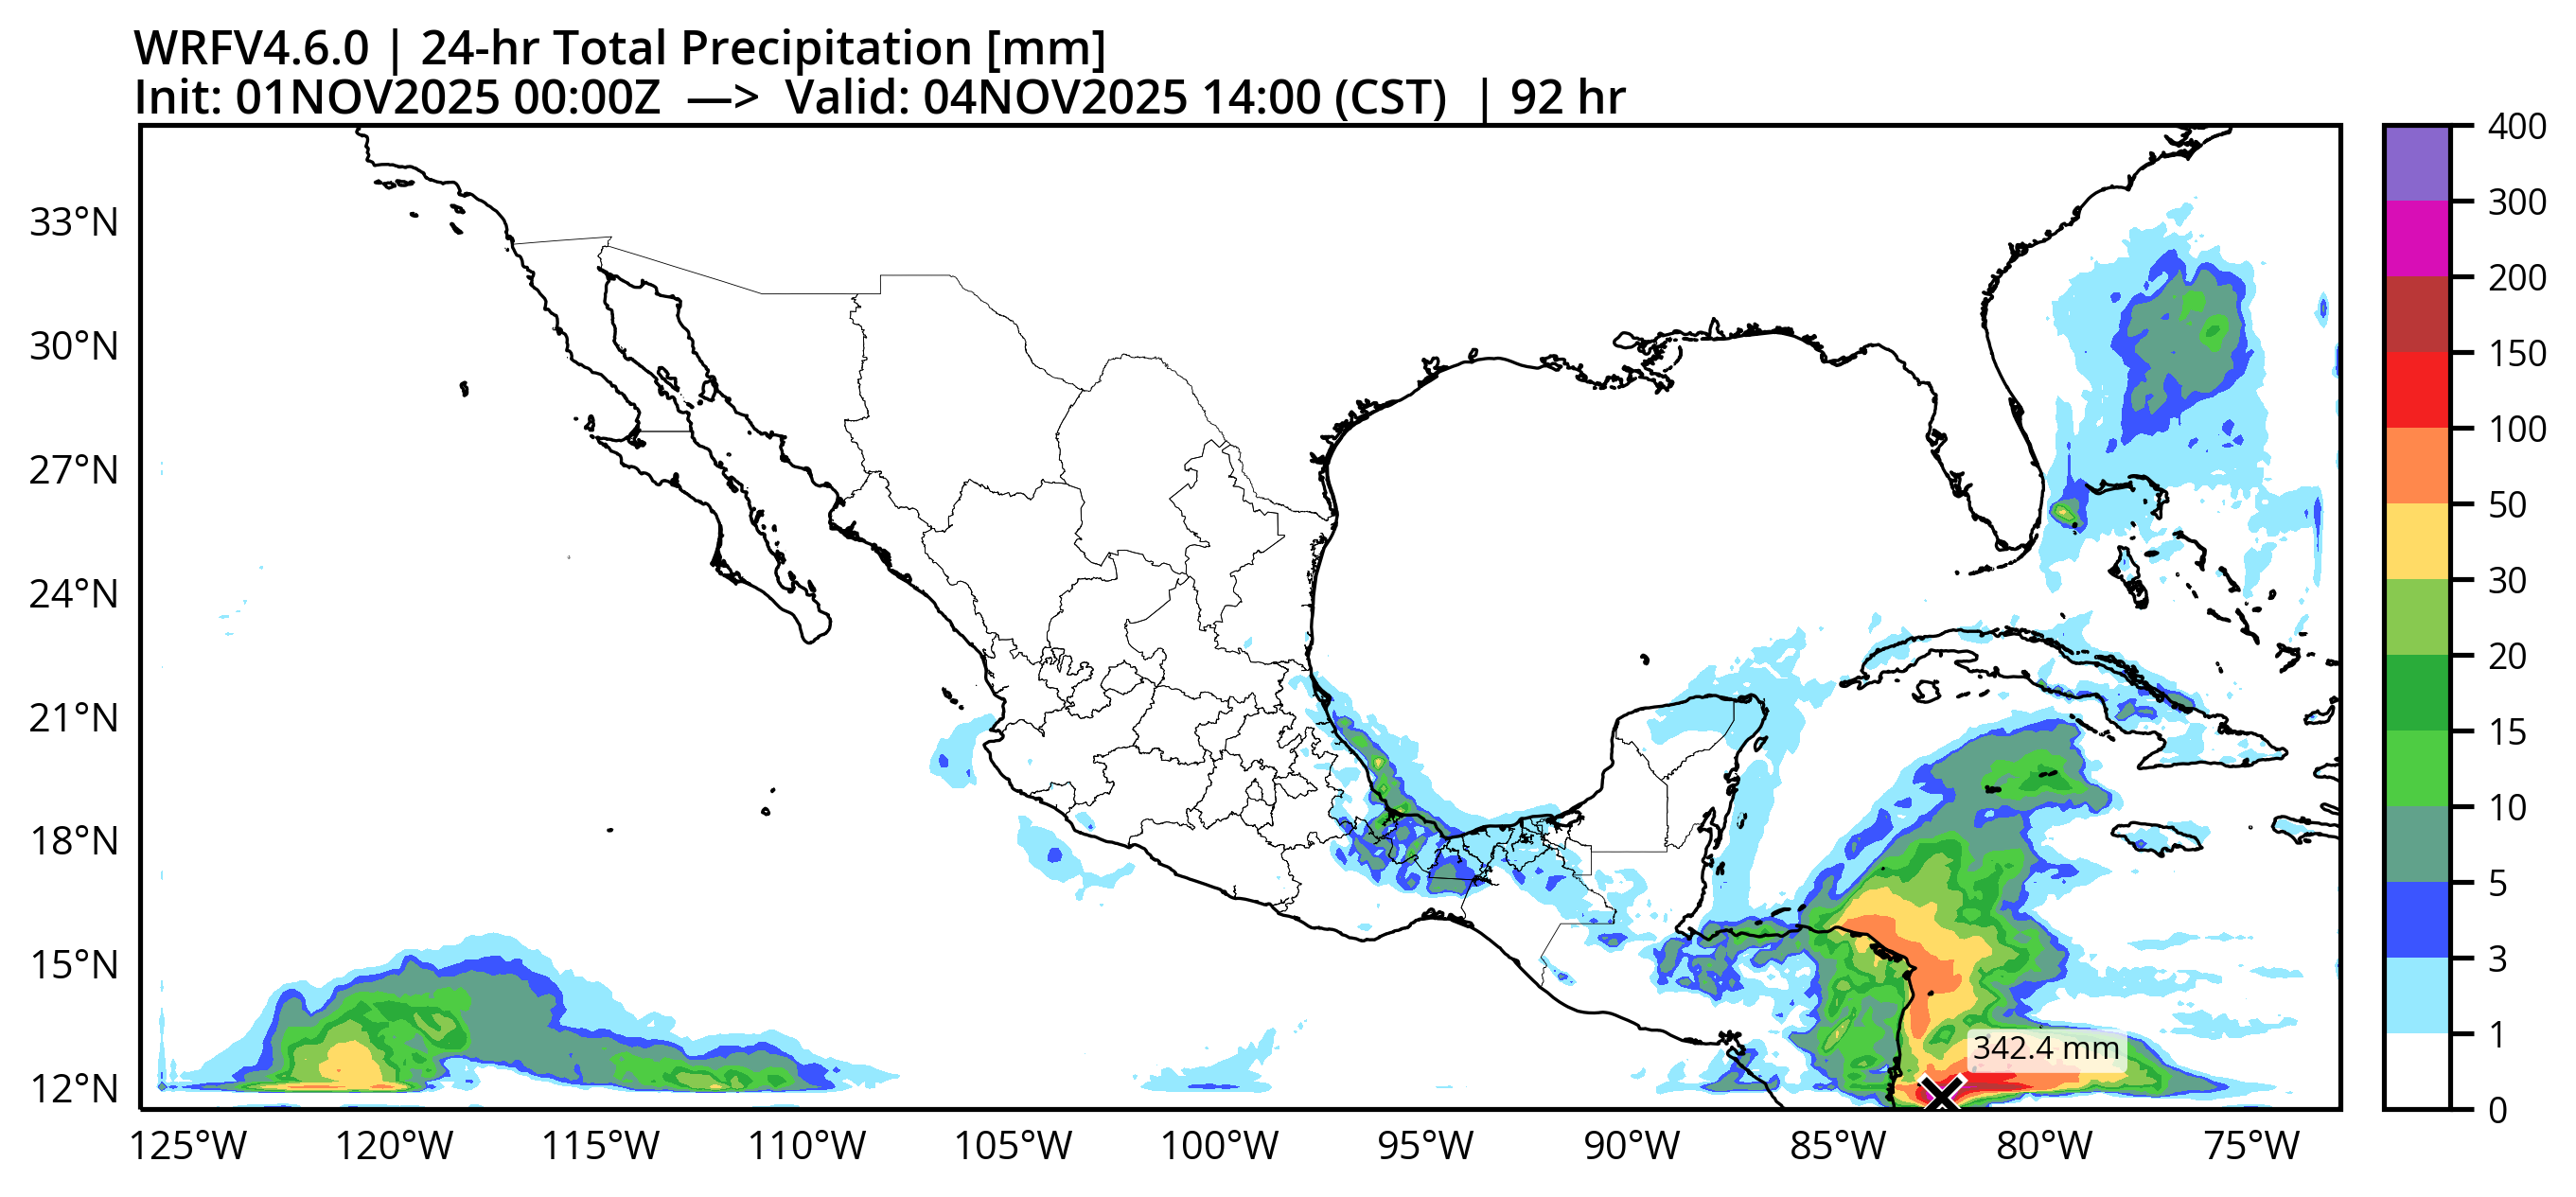 WRFV4.6.0 | 24-hr Total Precipitation [mm]
Init: 01NOV2025 00:00Z —> Valid: 04NOV2025 14:00 (CST) | 92 hr
33°N
30°N
27°N
24°N
21°N
18°N
15°N
12°N
342.4 mm
125°W
120°W
115°W
110°W
105°W
100°W
95°W
90°W
85°W
80°W
75°W
400
300
200
150
100
50
30
20
15
10
5
3
1
0